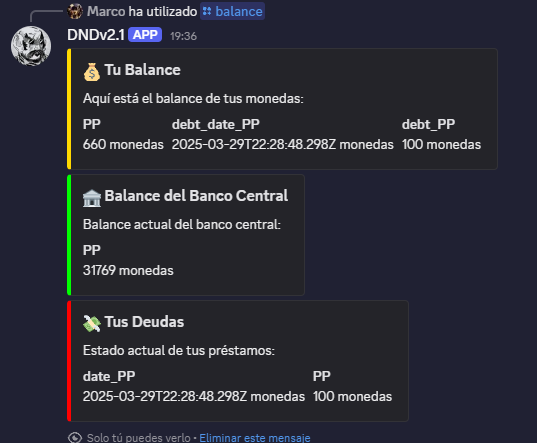 Marco ha utilizado balance
DNDv2.1 APP 19:36
Tu Balance
Aquí está el balance de tus monedas:
PP debt_date_PP debt_PP
660 monedas 2025-03-29T22:28:48.298Z monedas 100 monedas
Balance del Banco Central
Balance actual del banco central:
PP
31769 monedas
Tus Deudas
Estado actual de tus préstamos:
date_PP PP
2025-03-29T22:28:48.298Z monedas 100 monedas
Solo tú puedes verlo • Eliminar este mensaje